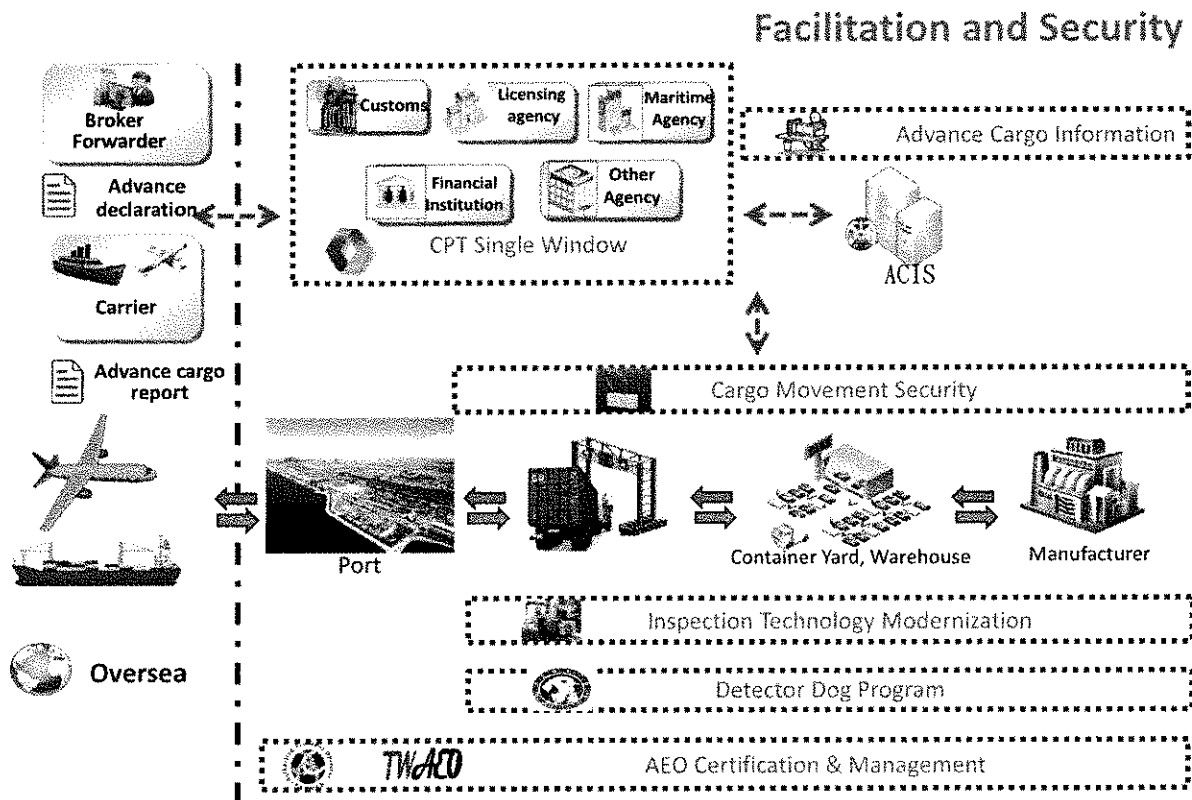 Facilitation and Security
Broker
Forwarder
Advance
declaration
Carrier
Advance cargo
report
Oversea
Customs
Licensing
agency
Maritime
Agency
Financial
Institution
Other
Agency
CPT Single Window
Advance Cargo Information
ACIS
Cargo Movement Security
Port
Container Yard, Warehouse
Manufacturer
Inspection Technology Modernization
Detector Dog Program
TWAEO
AEO Certification & Management